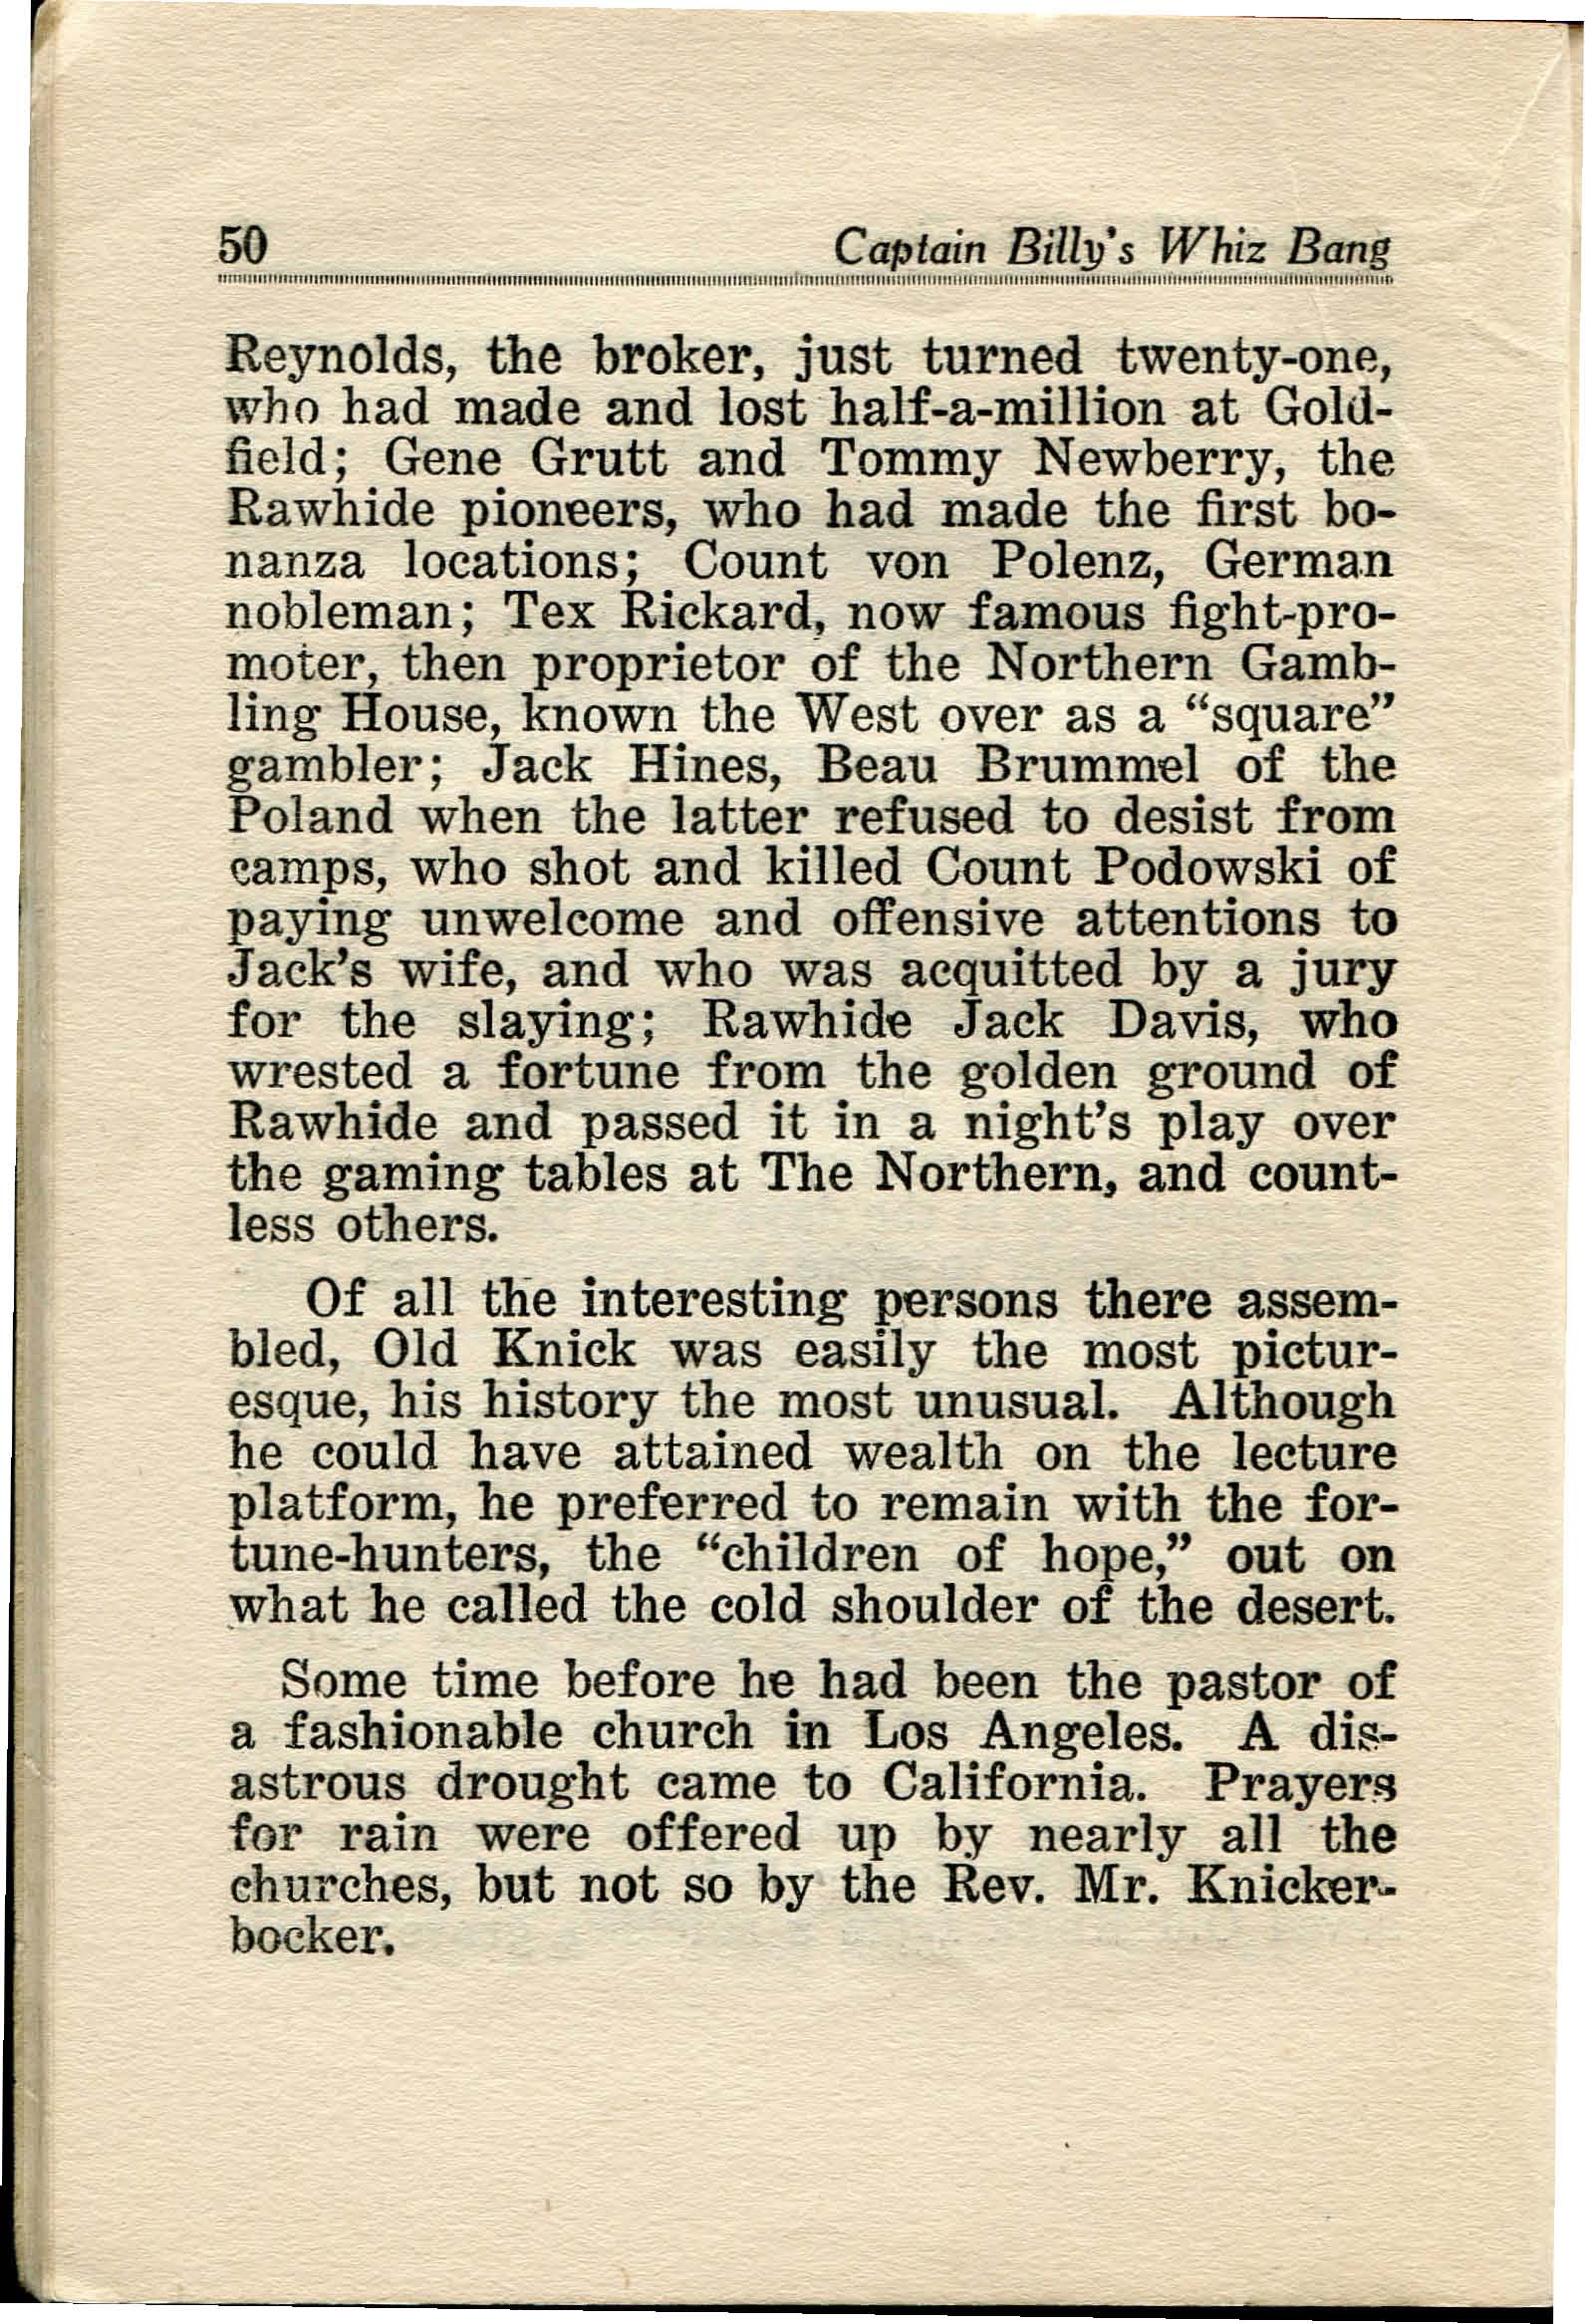 50 Captain Billy's Whiz Bang
Reynolds, the broker, just turned twenty-one,
who had made and lost half-a-million at Gold-
field; Gene Grutt and Tommy Newberry, the
Rawhide pioneers, who had made the first bo-
nanza locations; Count von Polenz, German
nobleman; Tex Rickard, now famous fight-pro-
moter, then proprietor of the Northern Gamb-
ling House, known the West over as a “square”
gambler; Jack Hines, Beau Brummel of the
Poland when the latter refused to desist from
camps, who shot and killed Count Podowski of
paying unwelcome and offensive attentions to
Jack's wife, and who was acquitted by a jury
for the slaying; Rawhide Jack Davis, who
wrested a fortune from the golden ground of
Rawhide and passed it in a night's play over
the gaming tables at The Northern, and count-
less others.
Of all the interesting persons there assem-
bled, Old Knick was easily the most pictur-
esque, his history the most unusual. Although
he could have attained wealth on the lecture
platform, he preferred to remain with the for-
tune-hunters, the “children of hope,” out on
what he called the cold shoulder of the desert.
Some time before he had been the pastor of
a fashionable church in Los Angeles. A dis-
astrous drought came to California. Prayers
for rain were offered up by nearly all the
churches, but not so by the Rev. Mr. Knicker-
bocker.